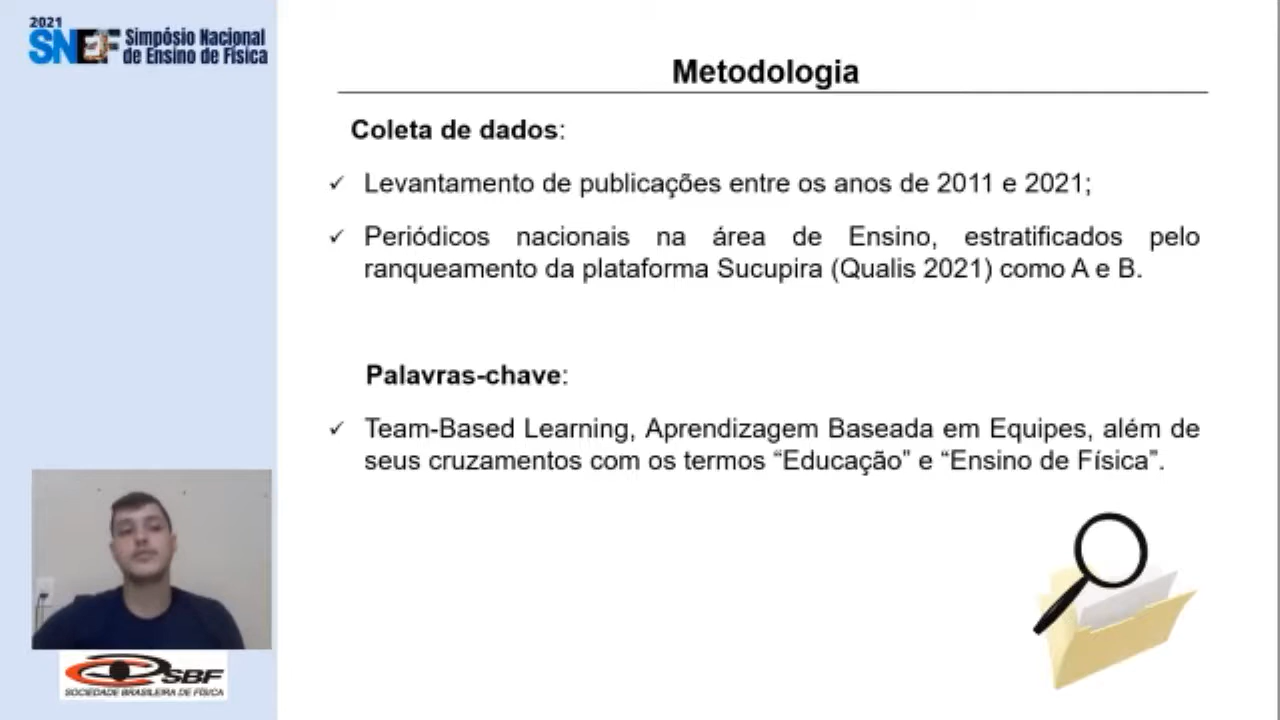 2021
SNEF Simpósio Nacional
de Ensino de Física
Metodologia
Coleta de dados:
✓ Levantamento de publicações entre os anos de 2011 e 2021;
✓ Periódicos nacionais na área de Ensino, estratificados pelo
ranqueamento da plataforma Sucupira (Qualis 2021) como A e B.
Palavras-chave:
✓ Team-Based Learning, Aprendizagem Baseada em Equipes, além de
seus cruzamentos com os termos “Educação” e “Ensino de Física”.
SBF
SOCIEDADE BRASILEIRA DE FÍSICA